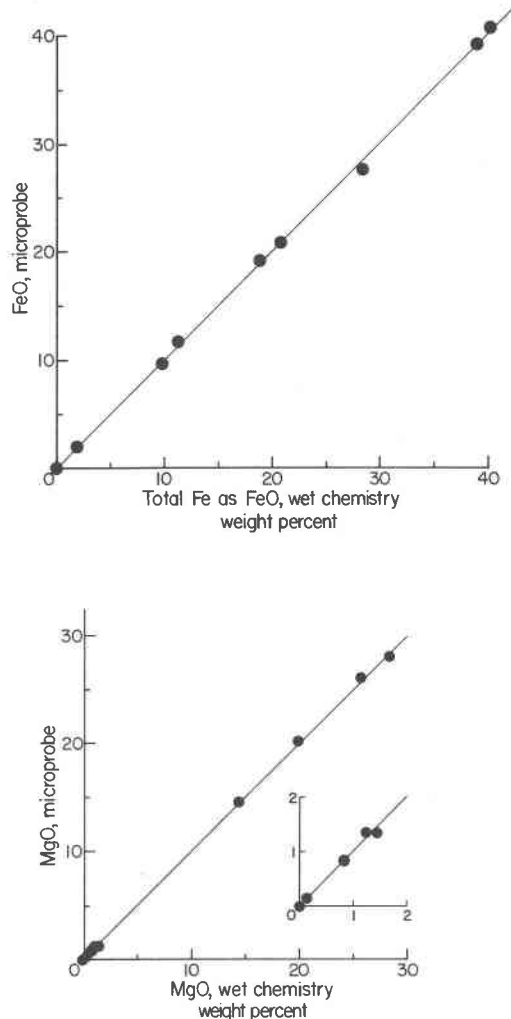 40
30
20
10
0
FeO, microprobe
10 20 30 40
Total Fe as FeO, wet chemistry
weight percent
30
20
10
0
MgO, microprobe
2
1
0
1 2
10 20 30
MgO, wet chemistry
weight percent